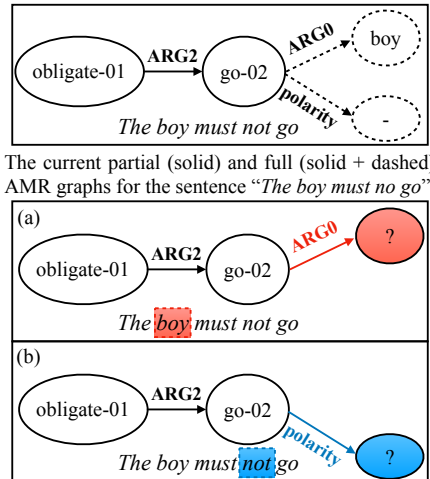 ARG2
ARG0
obligate-01
go-02
boy
polarity
-
The boy must not go
The current partial (solid) and full (solid + dashed)
AMR graphs for the sentence “The boy must no go”
(a)
ARG2
ARG0
?
obligate-01
go-02
The boy must not go
(b)
ARG2
obligate-01
go-02
polarity
?
The boy must not go